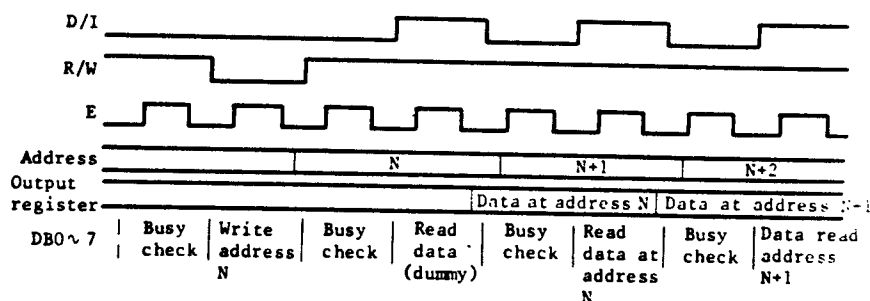 D/I
R/W
E
Address
N
N+1
N+2
Output
register
Data at address N
Data at address N+1
DB0~7
Busy
check
Write
address
N
Busy
check
Read
data
(dummy)
Busy
check
Read
data at
address
N
Busy
check
Data read
address
N+1